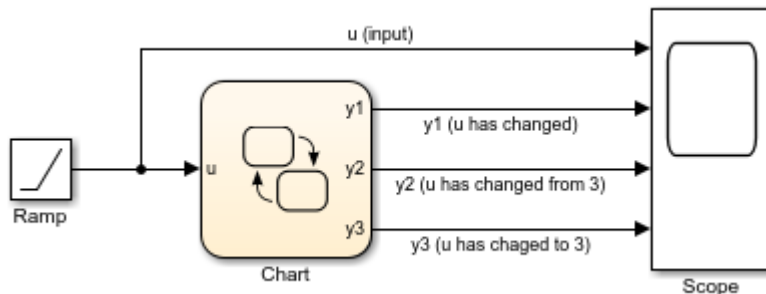 u (input)
y1
y1 (u has changed)
u
y2
y2 (u has changed from 3)
y3
y3 (u has chaged to 3)
Ramp
Chart
Scope